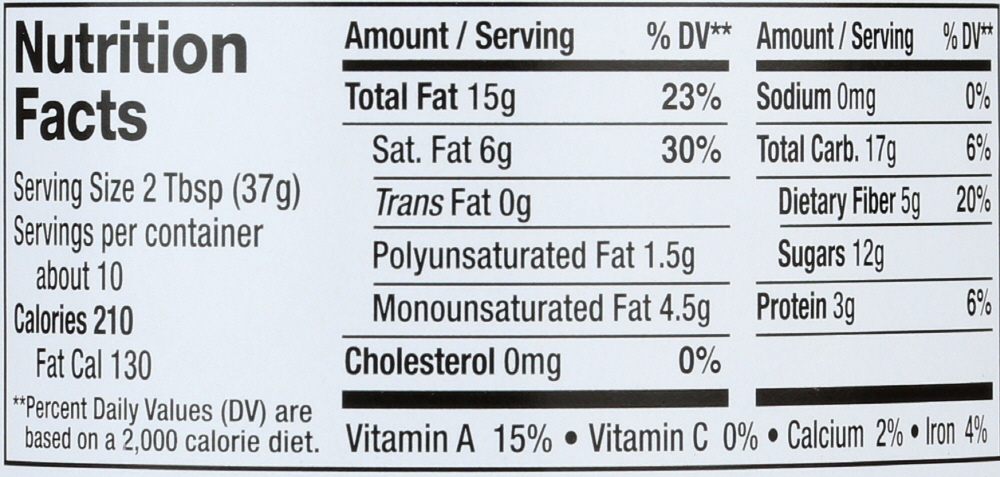 Nutrition
Facts
Serving Size 2 Tbsp (37g)
Servings per container
about 10
Calories 210
Fat Cal 130
**Percent Daily Values (DV) are
based on a 2,000 calorie diet.
Amount / Serving % DV**
Total Fat 15g 23%
Sat. Fat 6g 30%
Trans Fat 0g
Polyunsaturated Fat 1.5g
Monounsaturated Fat 4.5g
Cholesterol 0mg 0%
Amount / Serving % DV**
Sodium 0mg 0%
Total Carb. 17g 6%
Dietary Fiber 5g 20%
Sugars 12g
Protein 3g 6%
Vitamin A 15% • Vitamin C 0% • Calcium 2% • Iron 4%